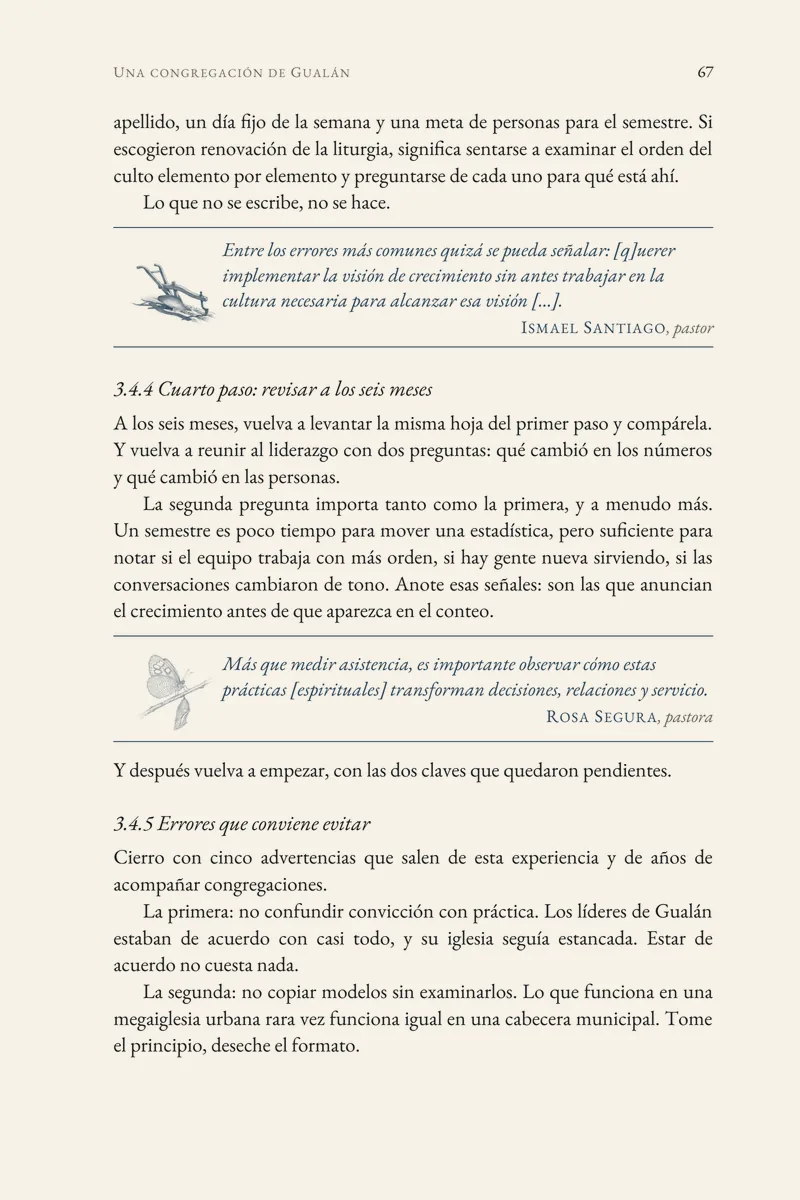 Una congregación de Gualán 67
apellido, un día fijo de la semana y una meta de personas para el semestre. Si
escogieron renovación de la liturgia, significa sentarse a examinar el orden del
culto elemento por elemento y preguntarse de cada uno para qué está ahí.
Lo que no se escribe, no se hace.
Entre los errores más comunes quizá se pueda señalar: [q]uerer
implementar la visión de crecimiento sin antes trabajar en la
cultura necesaria para alcanzar esa visión [...].
Ismael Santiago, pastor
3.4.4 Cuarto paso: revisar a los seis meses
A los seis meses, vuelva a levantar la misma hoja del primer paso y compárela.
Y vuelva a reunir al liderazgo con dos preguntas: qué cambió en los números
y qué cambió en las personas.
La segunda pregunta importa tanto como la primera, y a menudo más.
Un semestre es poco tiempo para mover una estadística, pero suficiente para
notar si el equipo trabaja con más orden, si hay gente nueva sirviendo, si las
conversaciones cambiaron de tono. Anote esas señales: son las que anuncian
el crecimiento antes de que aparezca en el conteo.
Más que medir asistencia, es importante observar cómo estas
prácticas [espirituales] transforman decisiones, relaciones y servicio.
Rosa Segura, pastora
Y después vuelva a empezar, con las dos claves que quedaron pendientes.
3.4.5 Errores que conviene evitar
Cierro con cinco advertencias que salen de esta experiencia y de años de
acompañar congregaciones.
La primera: no confundir convicción con práctica. Los líderes de Gualán
estaban de acuerdo con casi todo, y su iglesia seguía estancada. Estar de
acuerdo no cuesta nada.
La segunda: no copiar modelos sin examinarlos. Lo que funciona en una
megaiglesia urbana rara vez funciona igual en una cabecera municipal. Tome
el principio, deseche el formato.